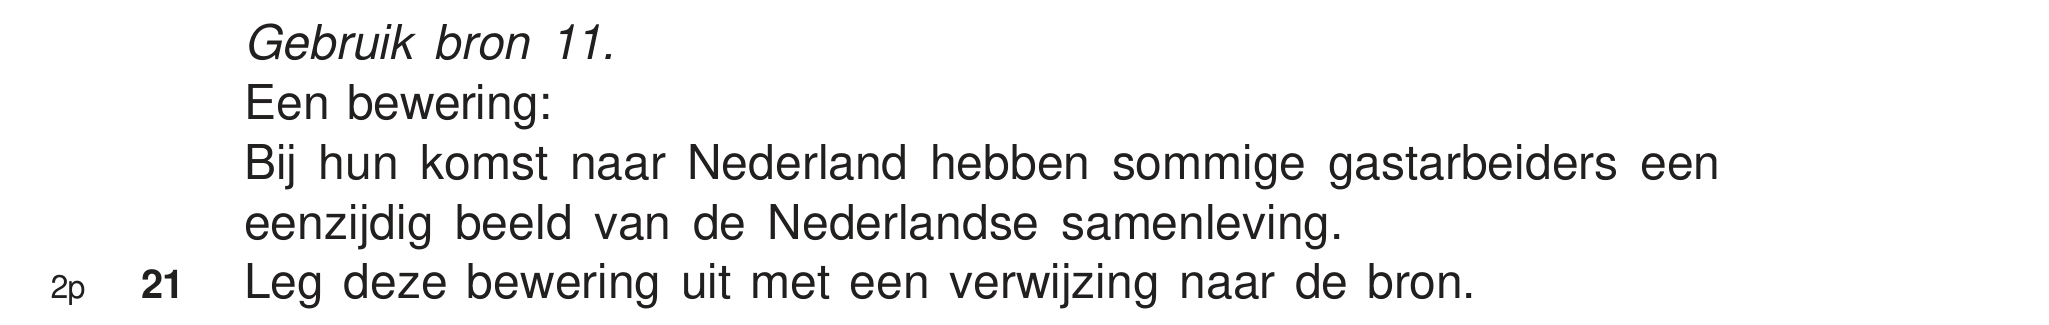 Gebruik bron 11.
Een bewering:
Bij hun komst naar Nederland hebben sommige gastarbeiders een
eenzijdig beeld van de Nederlandse samenleving.
2p 21 Leg deze bewering uit met een verwijzing naar de bron.